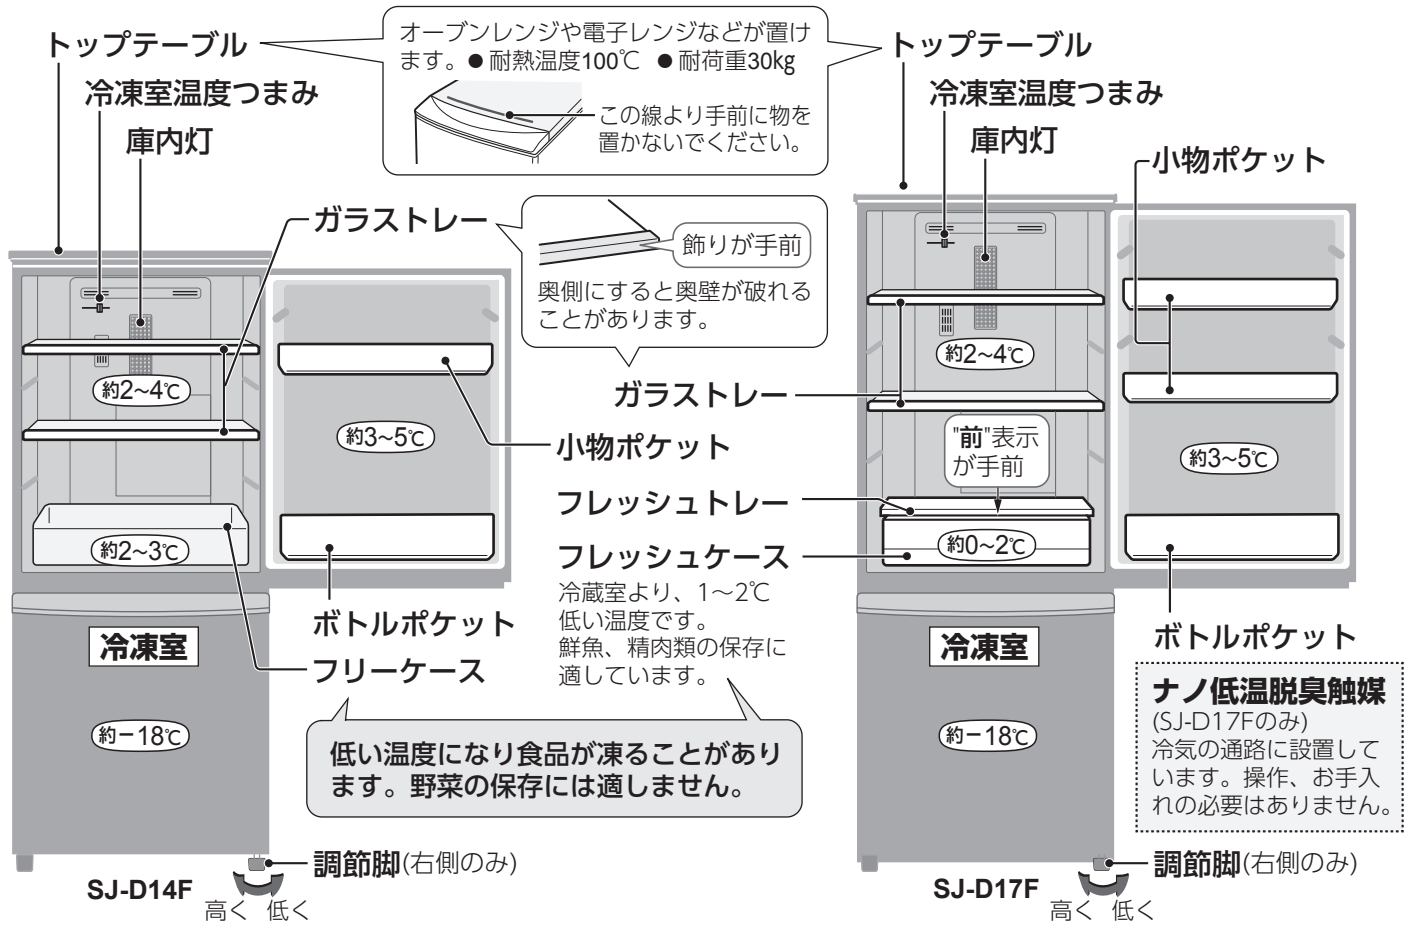 トップテーブル
冷凍室温度つまみ
庫内灯
オーブンレンジや電子レンジなどが置け
ます。●耐熱温度100℃ ●耐荷重30kg
この線より手前に物を
置かないでください。
トップテーブル
冷凍室温度つまみ
庫内灯
小物ポケット
ガラストレー
飾りが手前
奥側にすると奥壁が破れる
ことがあります。
約2~4℃
約3~5℃
約2~3℃
ガラストレー
小物ポケット
フレッシュトレー
フレッシュケース
冷蔵室より、1〜2℃
低い温度です。
鮮魚、精肉類の保存に
適しています。
約2~4℃
"前"表示
が手前
約3~5℃
約0~2℃
ボトルポケット
フリーケース
冷凍室
約−18℃
低い温度になり食品が凍ることがあり
ます。野菜の保存には適しません。
冷凍室
約−18℃
ボトルポケット
ナノ低温脱臭触媒
(SJ-D17Fのみ)
冷気の通路に設置して
います。操作、お手入
れの必要はありません。
調節脚(右側のみ)
SJ-D14F
高く 低く
調節脚(右側のみ)
SJ-D17F
高く 低く